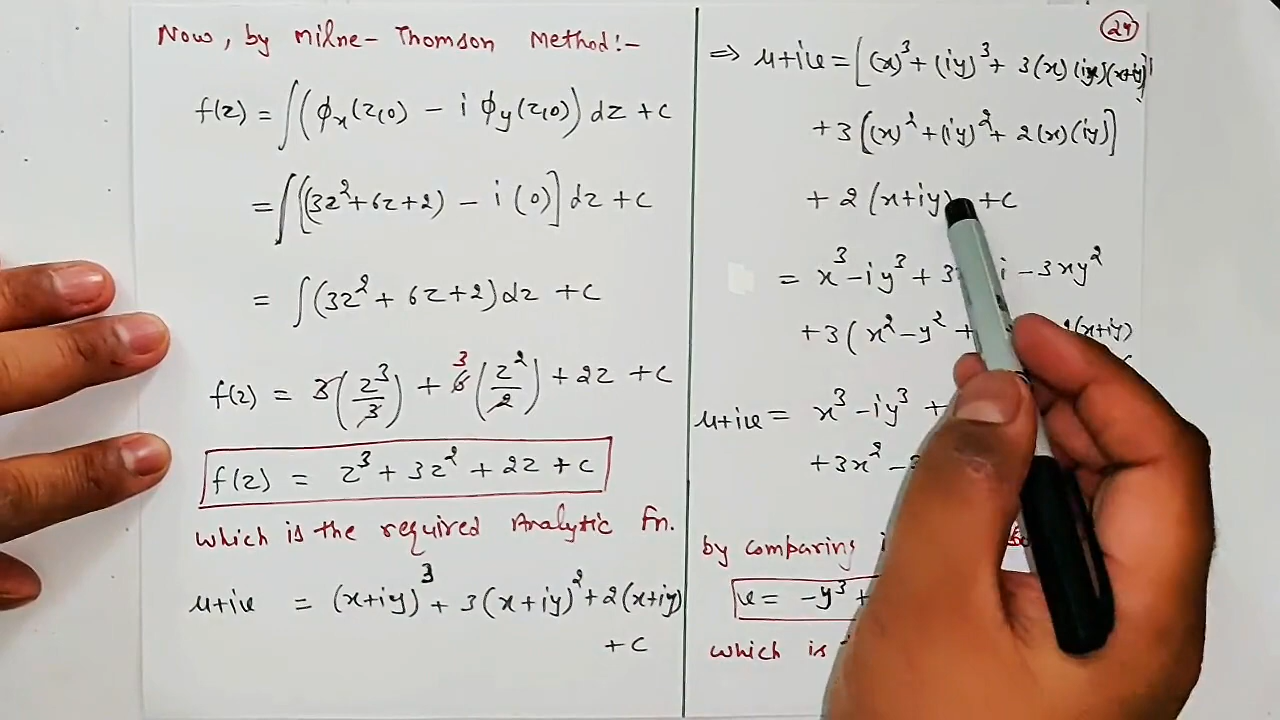 Now, by Milne-Thomson Method:-
f(z) = ∫(ϕx(z,0) - i ϕy(z,0)) dz + c
= ∫[(3z²+6z+2) - i (0)] dz + c
= ∫(3z²+6z+2)dz + c
f(z) = 3(z³/3) + 6 3 (z²/2) + 2z + c
f(z) = z³ + 3z² + 2z + c
which is the required Analytic Fn.
u+iv = (x+iy)³ + 3(x+iy)² + 2(x+iy)
+ c
24
⇒ u+iv = [(x)³ + (iy)³ + 3(x)(iy)(x+iy)]
+ 3[(x)² + (iy)² + 2(x)(iy)]
+ 2(x+iy) + c
= x³ - iy³ + 3 i - 3xy²
+ 3(x² - y² + (x+iy)
u+iv = x³ - iy³ +
+ 3x² -
by comparing
v = -y³ +
which is